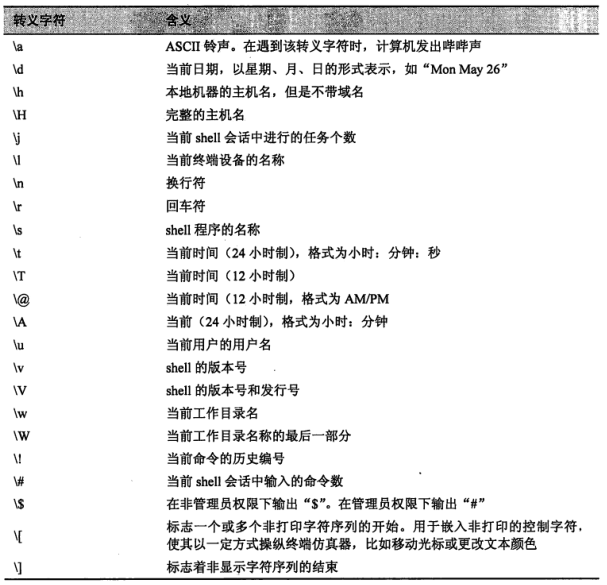 转义字符 含义
\a ASCII 铃声。在遇到该转义字符时，计算机发出哔哔声
\d 当前日期，以星期、月、日的形式表示，如“Mon May 26”
\h 本地机器的主机名，但是不带域名
\H 完整的主机名
\j 当前 shell 会话中进行的任务个数
\l 当前终端设备的名称
\n 换行符
\r 回车符
\s shell 程序的名称
\t 当前时间（24 小时制），格式为小时：分钟：秒
\T 当前时间（12 小时制）
\@ 当前时间（12 小时制，格式为 AM/PM
\A 当前（24 小时制），格式为小时：分钟
\u 当前用户的用户名
\v shell 的版本号
\V shell 的版本号和发行号
\w 当前工作目录名
\W 当前工作目录名称的最后一部分
\! 当前命令的历史编号
\# 当前 shell 会话中输入的命令数
\$ 在非管理员权限下输出“$”。在管理员权限下输出“#”
\[ 标志一个或多个非打印字符序列的开始。用于嵌入非打印的控制字符，
使其以一定方式操纵终端仿真器，比如移动光标或更改文本颜色
\] 标志着非显示字符序列的结束